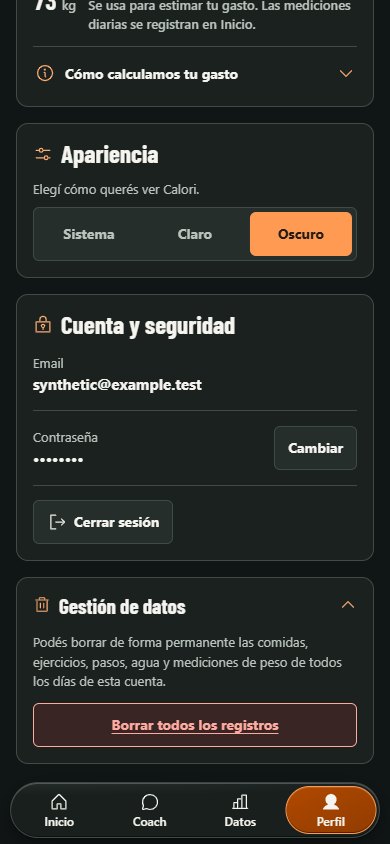 73 kg Se usa para estimar tu gasto. Las mediciones
diarias se registran en Inicio.
Cómo calculamos tu gasto
Apariencia
Elegí cómo querés ver Calori.
Sistema Claro Oscuro
Cuenta y seguridad
Email
synthetic@example.test
Contraseña
••••••••
Cambiar
Cerrar sesión
Gestión de datos
Podés borrar de forma permanente las comidas,
ejercicios, pasos, agua y mediciones de peso de todos
los días de esta cuenta.
Borrar todos los registros
Inicio Coach Datos Perfil